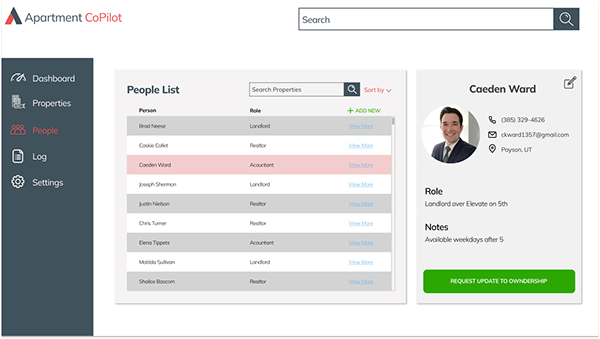 Apartment CoPilot
Search
Dashboard
Properties
People
Log
Settings
People List
Search Properties
Sort by
Person
Role
+ ADD NEW
Brad Neese Landlord View More
Caskie Collet Realtor View More
Caeden Ward Acountant View More
Joseph Shermon Landlord View More
Justin Nielson Realtor View More
Chris Turner Realtor View More
Elena Tippets Acountant View More
Matilda Sullivan Landlord View More
Shalice Bascom Realtor View More
Caeden Ward
(385) 329-4626
ckward1357@gmail.com
Payson, UT
Role
Landlord over Elevate on 5th
Notes
Available weekdays after 5
REQUEST UPDATE TO OWNDERSHIP